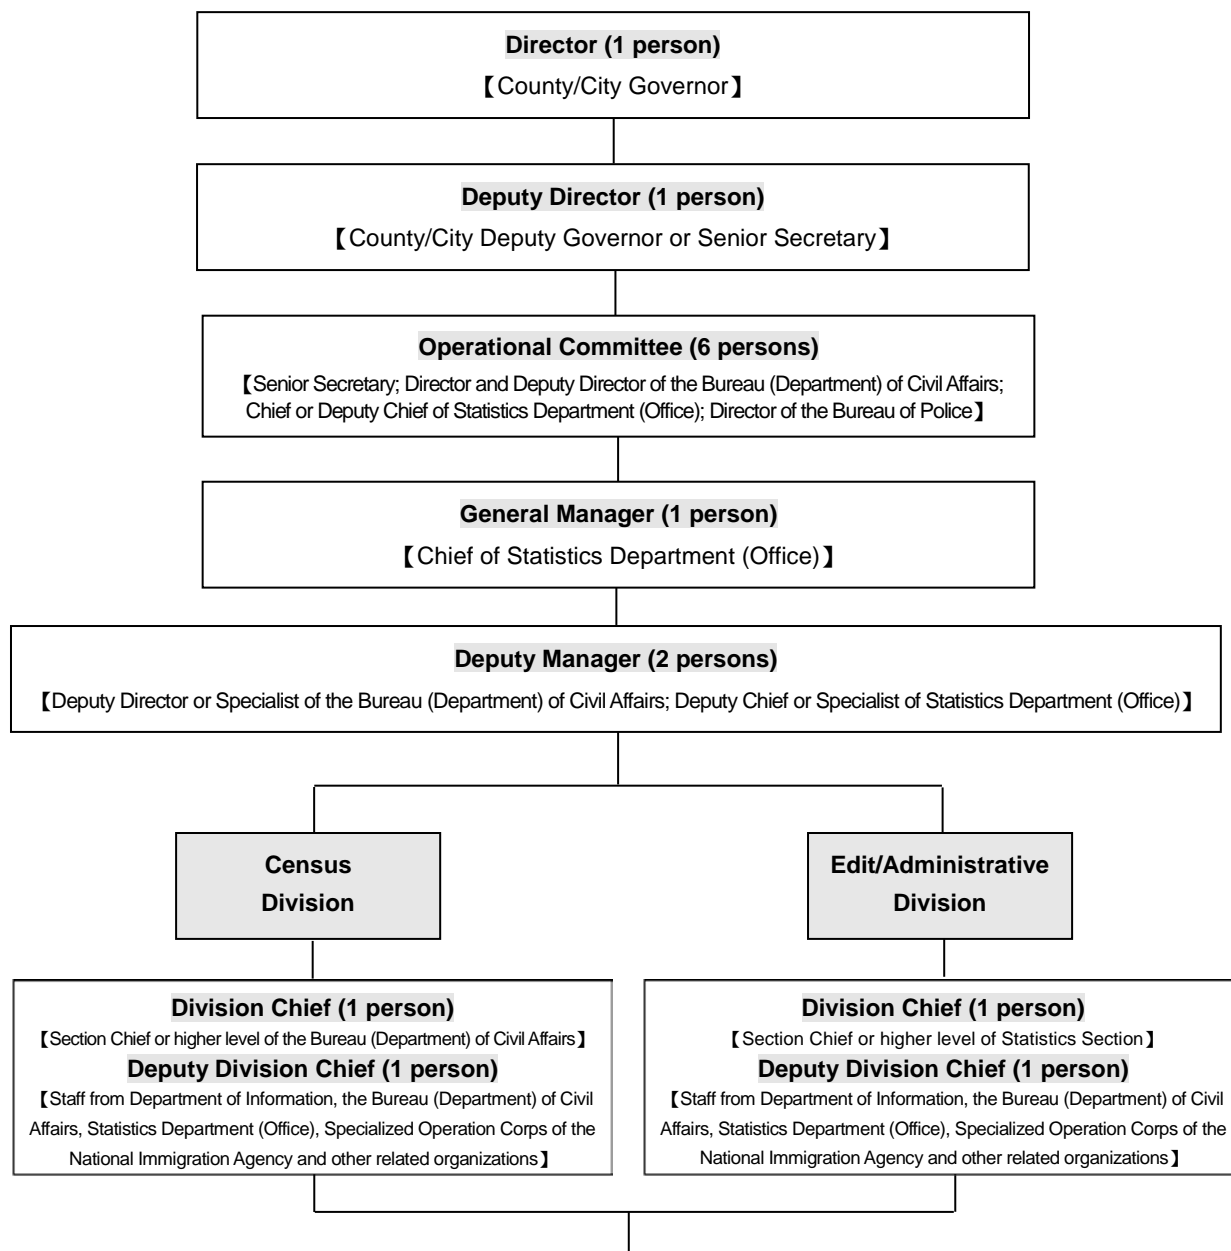 Director (1 person)
【County/City Governor】
Deputy Director (1 person)
【County/City Deputy Governor or Senior Secretary】
Operational Committee (6 persons)
【Senior Secretary; Director and Deputy Director of the Bureau (Department) of Civil Affairs;
Chief or Deputy Chief of Statistics Department (Office); Director of the Bureau of Police】
General Manager (1 person)
【Chief of Statistics Department (Office)】
Deputy Manager (2 persons)
【Deputy Director or Specialist of the Bureau (Department) of Civil Affairs; Deputy Chief or Specialist of Statistics Department (Office)】
Census
Division
Edit/Administrative
Division
Division Chief (1 person)
【Section Chief or higher level of the Bureau (Department) of Civil Affairs】
Deputy Division Chief (1 person)
【Staff from Department of Information, the Bureau (Department) of Civil
Affairs, Statistics Department (Office), Specialized Operation Corps of the
National Immigration Agency and other related organizations】
Division Chief (1 person)
【Section Chief or higher level of Statistics Section】
Deputy Division Chief (1 person)
【Staff from Department of Information, the Bureau (Department) of Civil
Affairs, Statistics Department (Office), Specialized Operation Corps of the
National Immigration Agency and other related organizations】